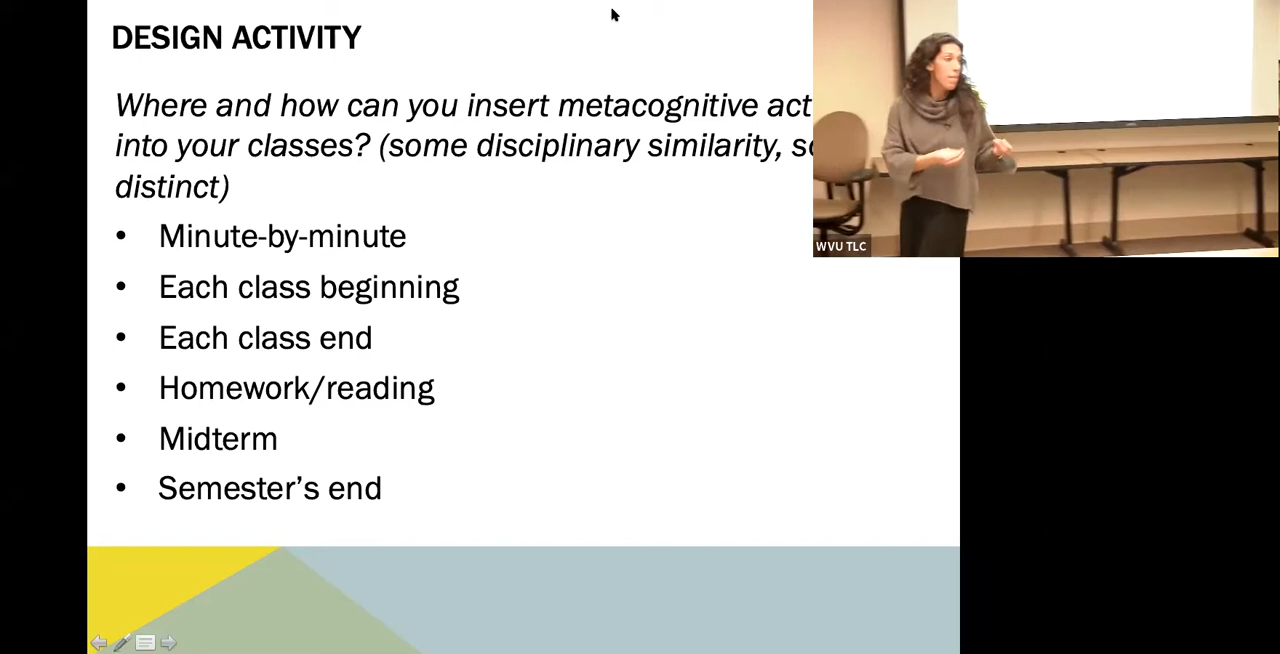 DESIGN ACTIVITY
Where and how can you insert metacognitive act
into your classes? (some disciplinary similarity,
distinct)
• Minute-by-minute
• Each class beginning
• Each class end
• Homework/reading
• Midterm
• Semester's end
WVU TLC